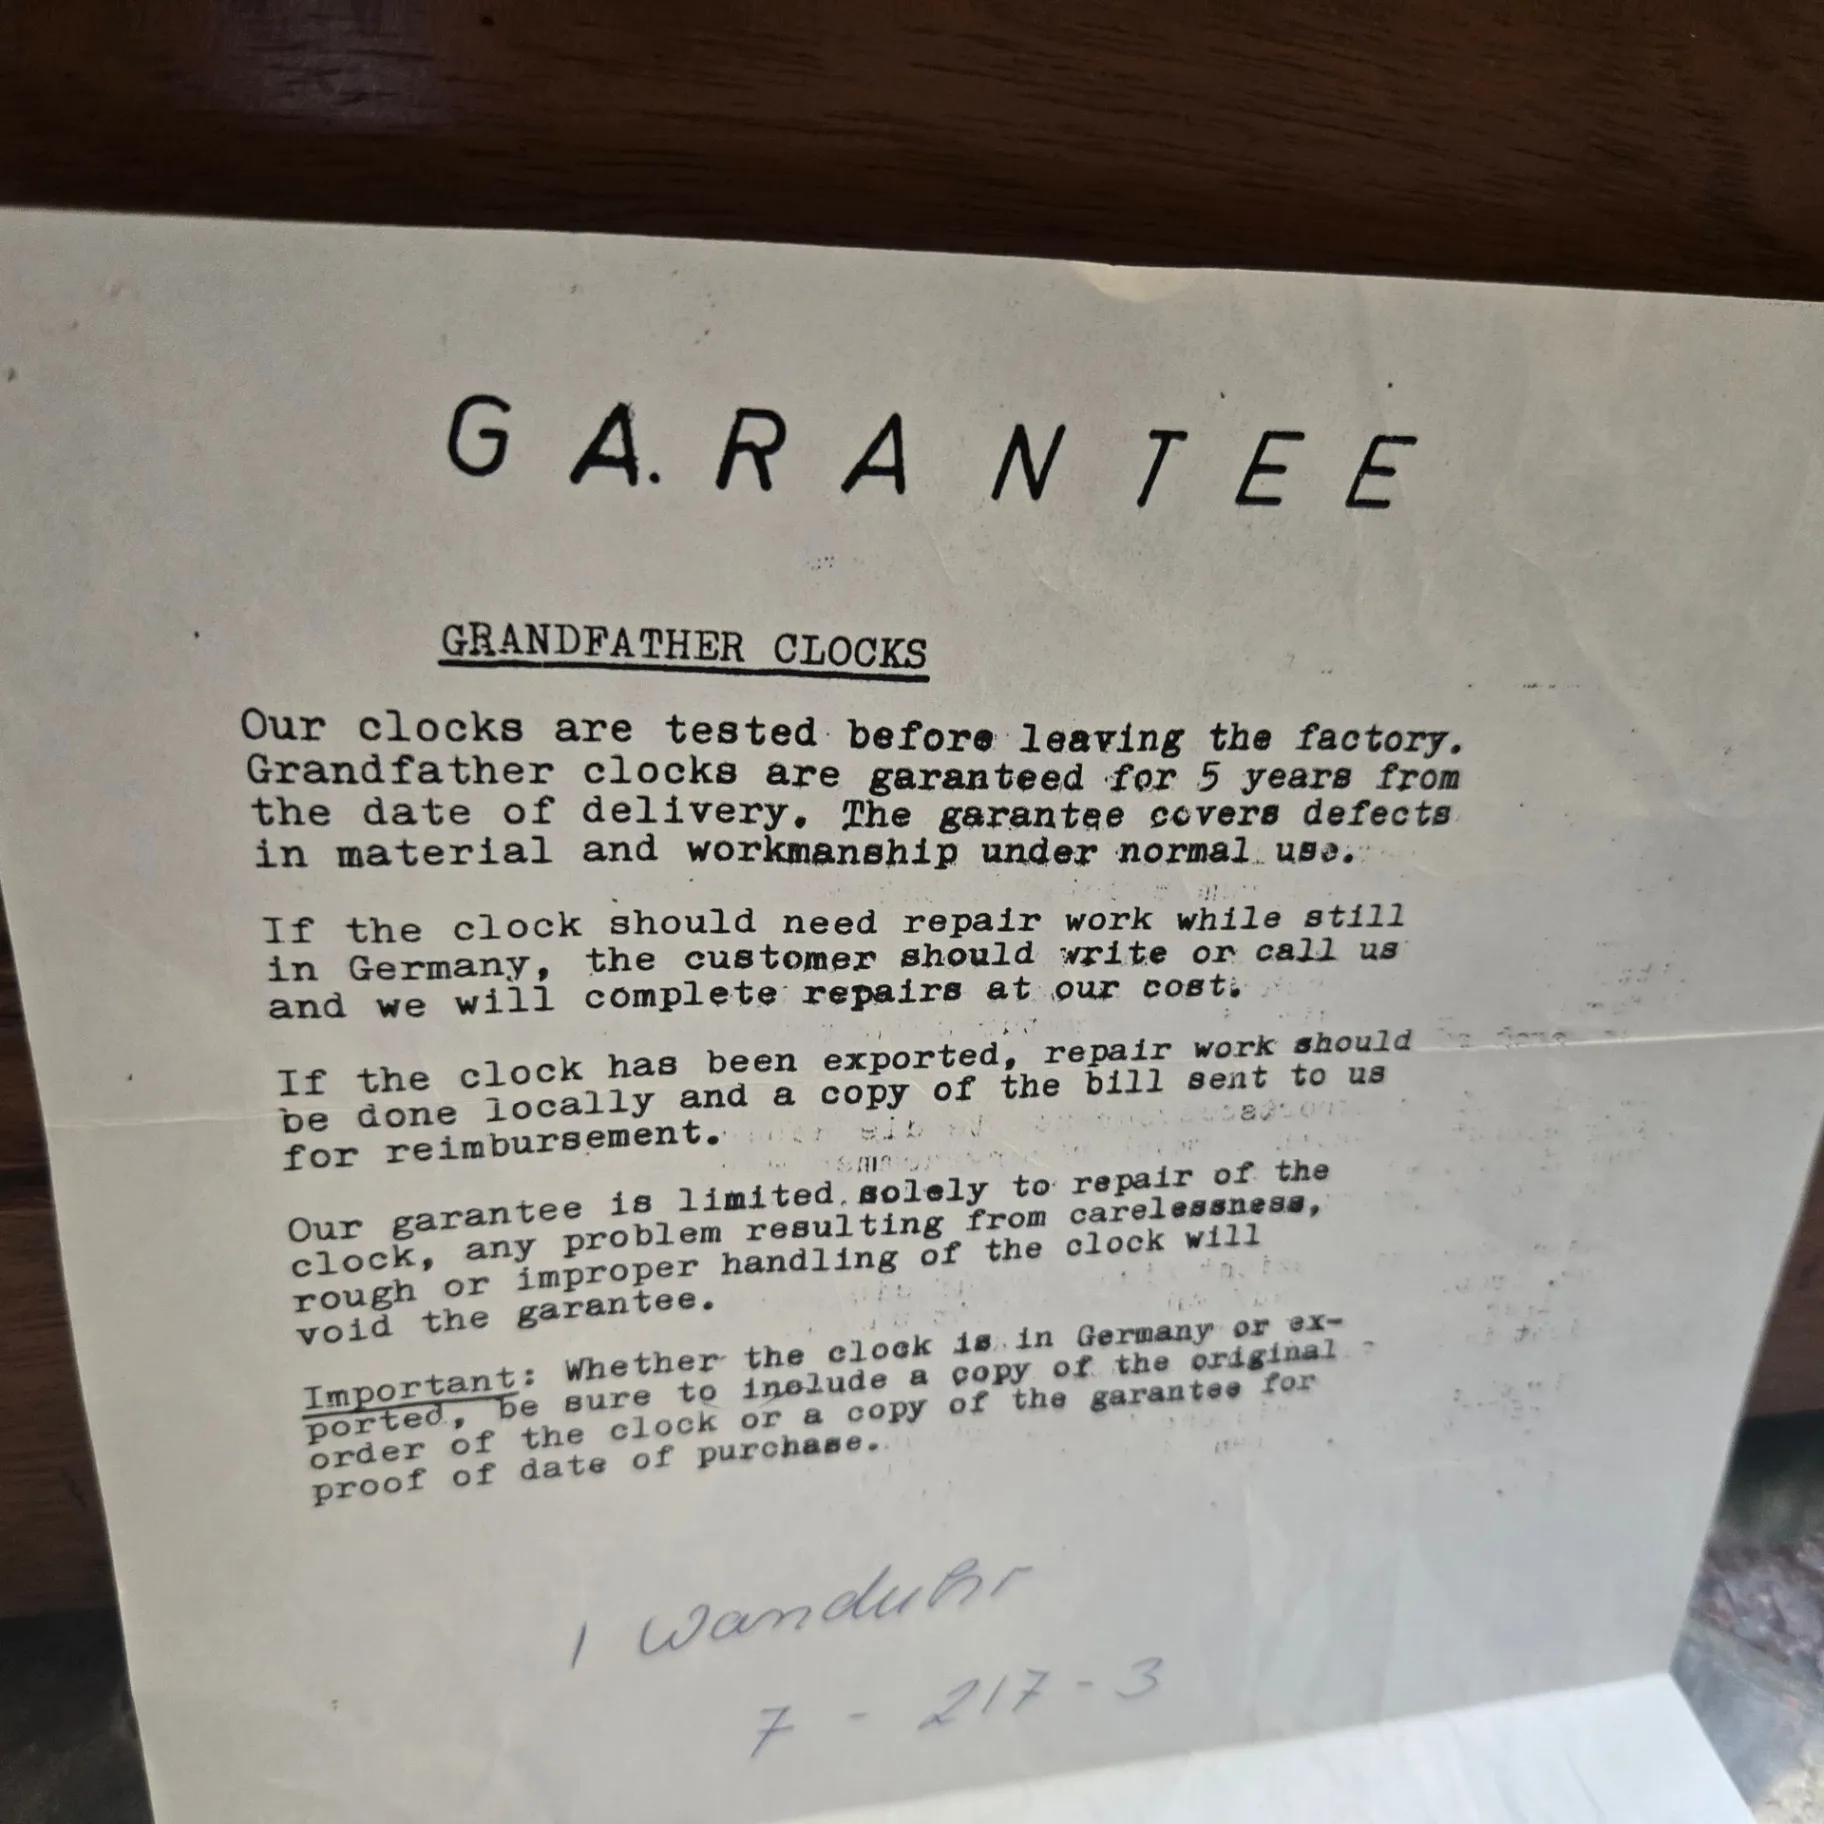 GA.RANTEE
GRANDFATHER CLOCKS
Our clocks are tested before leaving the factory.
Grandfather clocks are garanteed for 5 years from
the date of delivery. The garantee covers defects
in material and workmanship under normal use.
If the clock should need repair work while still
in Germany, the customer should write or call us
and we will complete repairs at our cost.
If the clock has been exported, repair work should
be done locally and a copy of the bill sent to us
for reimbursement.
Our garantee is limited solely to repair of the
clock, any problem resulting from carelessness,
rough or improper handling of the clock will
void the garantee.
Important: Whether the clock is in Germany or ex-
ported, be sure to include a copy of the original
order of the clock or a copy of the garantee for
proof of date of purchase.
1 Wanduhr
7 - 217-3